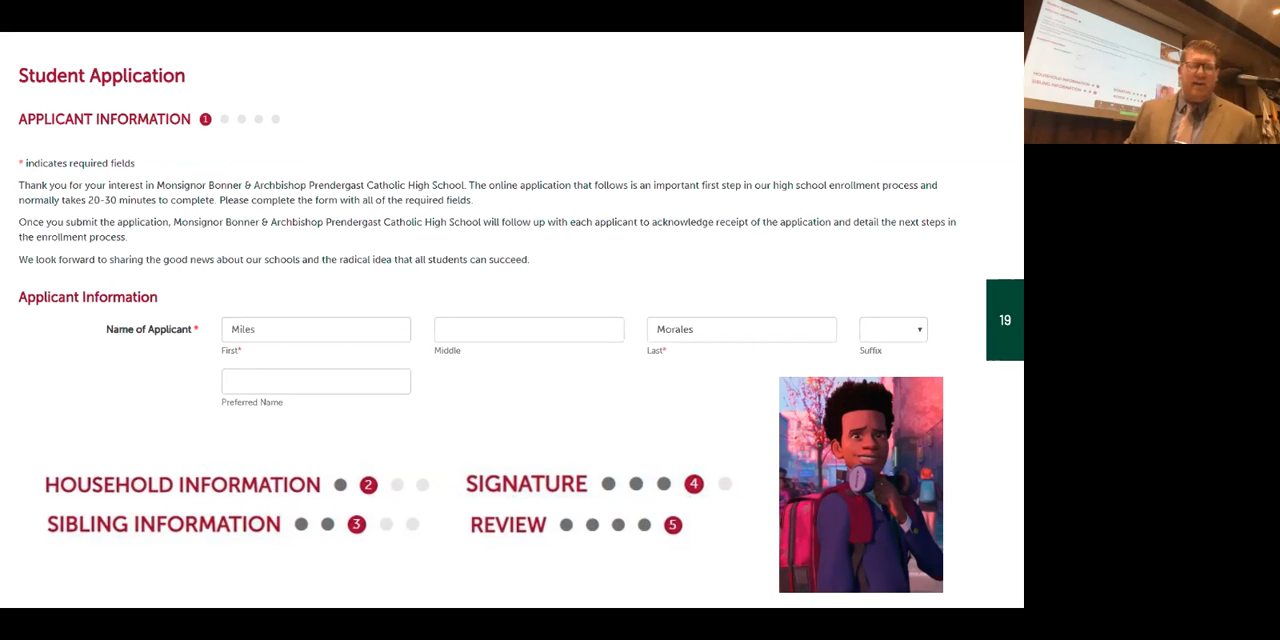 Student Application
APPLICANT INFORMATION 1
* indicates required fields
Thank you for your interest in Monsignor Bonner & Archbishop Prendergast Catholic High School. The online application that follows is an important first step in our high school enrollment process and
normally takes 20-30 minutes to complete. Please complete the form with all of the required fields.
Once you submit the application, Monsignor Bonner & Archbishop Prendergast Catholic High School will follow up with each applicant to acknowledge receipt of the application and detail the next steps in
the enrollment process.
We look forward to sharing the good news about our schools and the radical idea that all students can succeed.
Applicant Information
Name of Applicant * Miles Morales
First* Middle Last* Suffix
Preferred Name
19
HOUSEHOLD INFORMATION 2
SIBLING INFORMATION 3
SIGNATURE 4
REVIEW 5
HOUSEHOLD INFORMATION
SIBLING INFORMATION
SIGNATURE
REVIEW